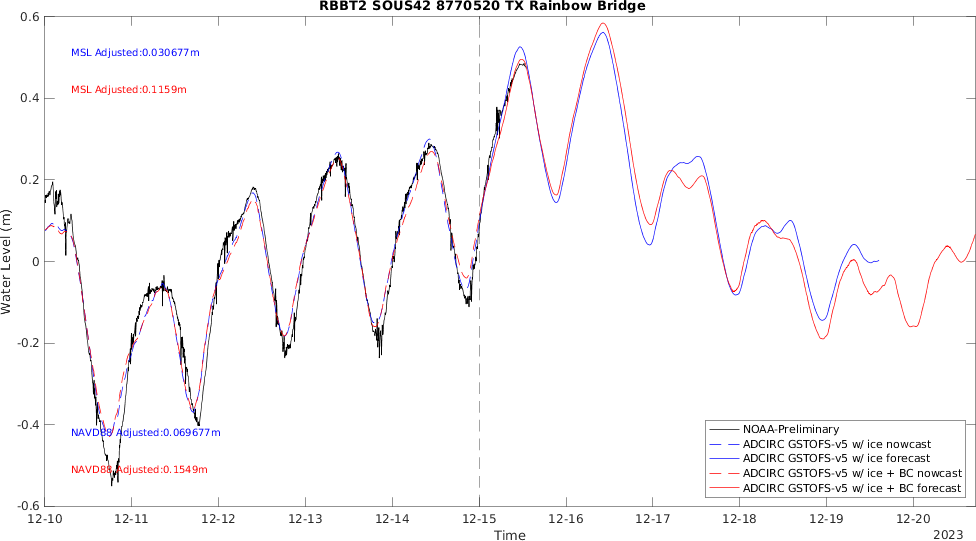 RBBT2 SOUS42 8770520 TX Rainbow Bridge
0.6
MSL Adjusted:0.030677m
MSL Adjusted:0.1159m
0.4
0.2
0
-0.2
-0.4
-0.6
Water Level (m)
NAVD88 Adjusted:0.069677m
NAVD88 Adjusted:0.1549m
NOAA-Preliminary
ADCIRC GSTOFS-v5 w/ ice nowcast
ADCIRC GSTOFS-v5 w/ ice forecast
ADCIRC GSTOFS-v5 w/ ice + BC nowcast
ADCIRC GSTOFS-v5 w/ ice + BC forecast
12-10 12-11 12-12 12-13 12-14 12-15 12-16 12-17 12-18 12-19 12-20
Time
2023